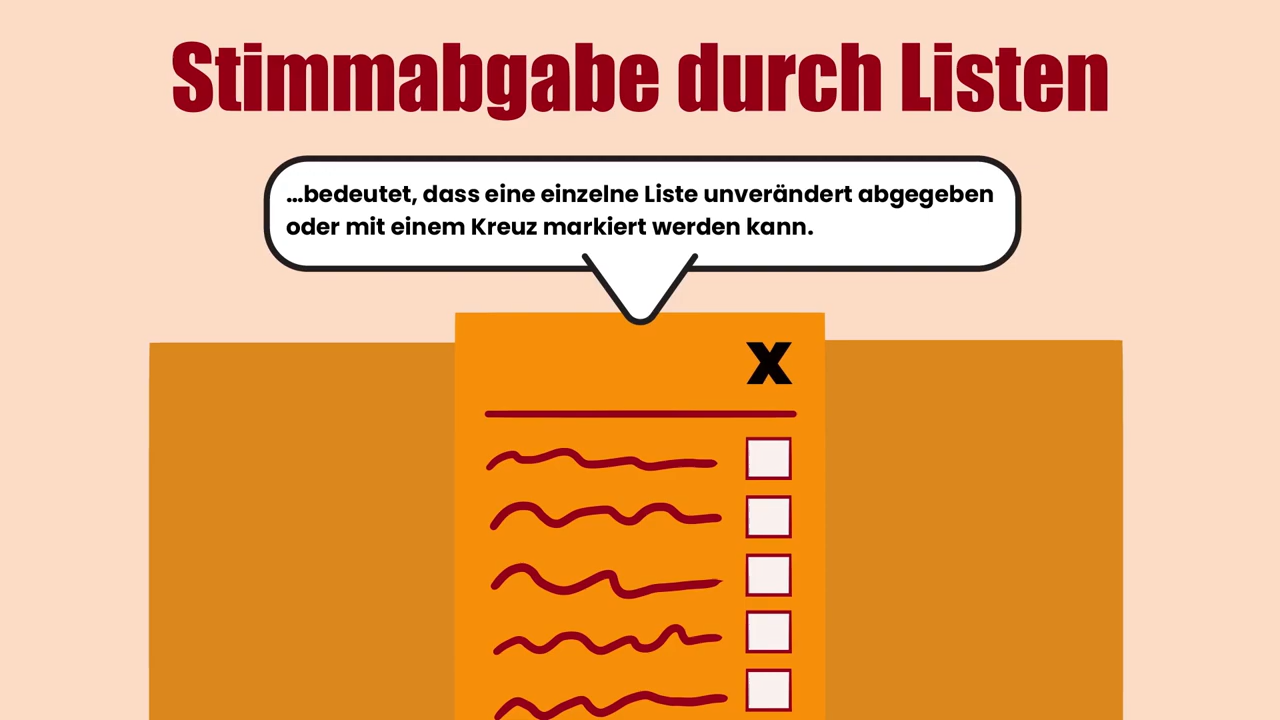 Stimmabgabe durch Listen
...bedeutet, dass eine einzelne Liste unverändert abgegeben
oder mit einem Kreuz markiert werden kann.
X